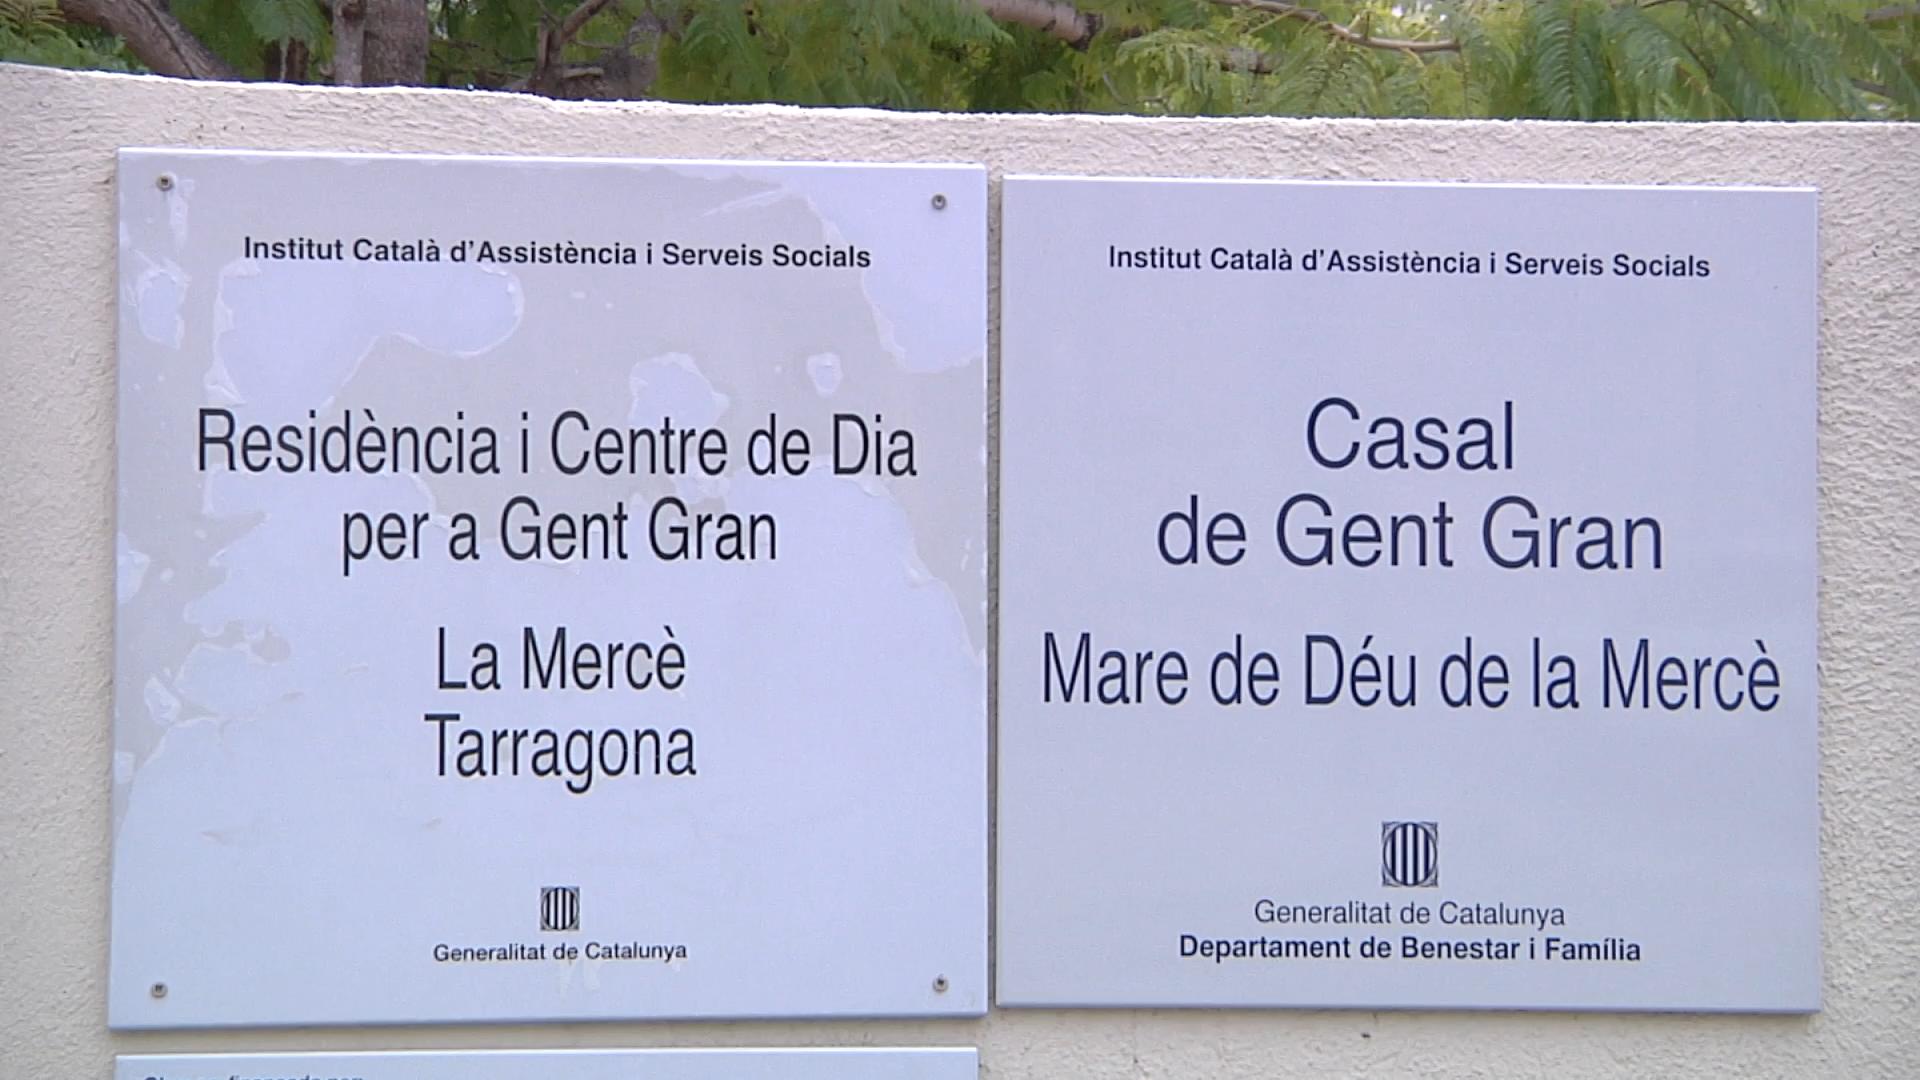 Institut Català d'Assistència i Serveis Socials
Residència i Centre de Dia
per a Gent Gran
La Mercè
Tarragona
Generalitat de Catalunya
Institut Català d'Assistència i Serveis Socials
Casal
de Gent Gran
Mare de Déu de la Mercè
Generalitat de Catalunya
Departament de Benestar i Família